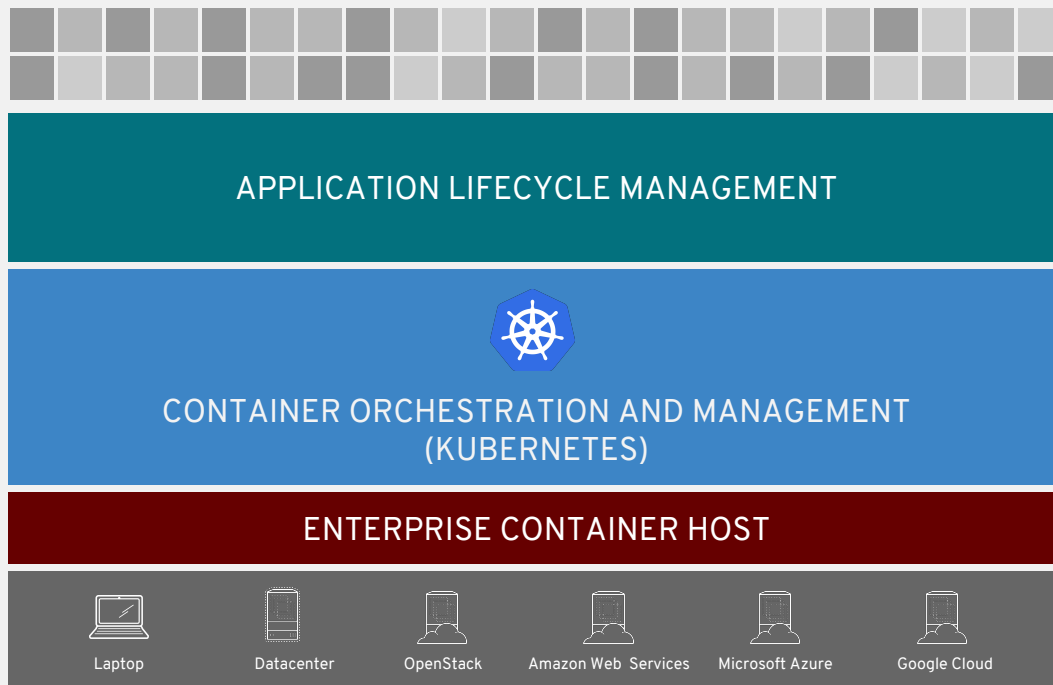 APPLICATION LIFECYCLE MANAGEMENT
CONTAINER ORCHESTRATION AND MANAGEMENT
(KUBERNETES)
ENTERPRISE CONTAINER HOST
Laptop
Datacenter
OpenStack
Amazon Web Services
Microsoft Azure
Google Cloud